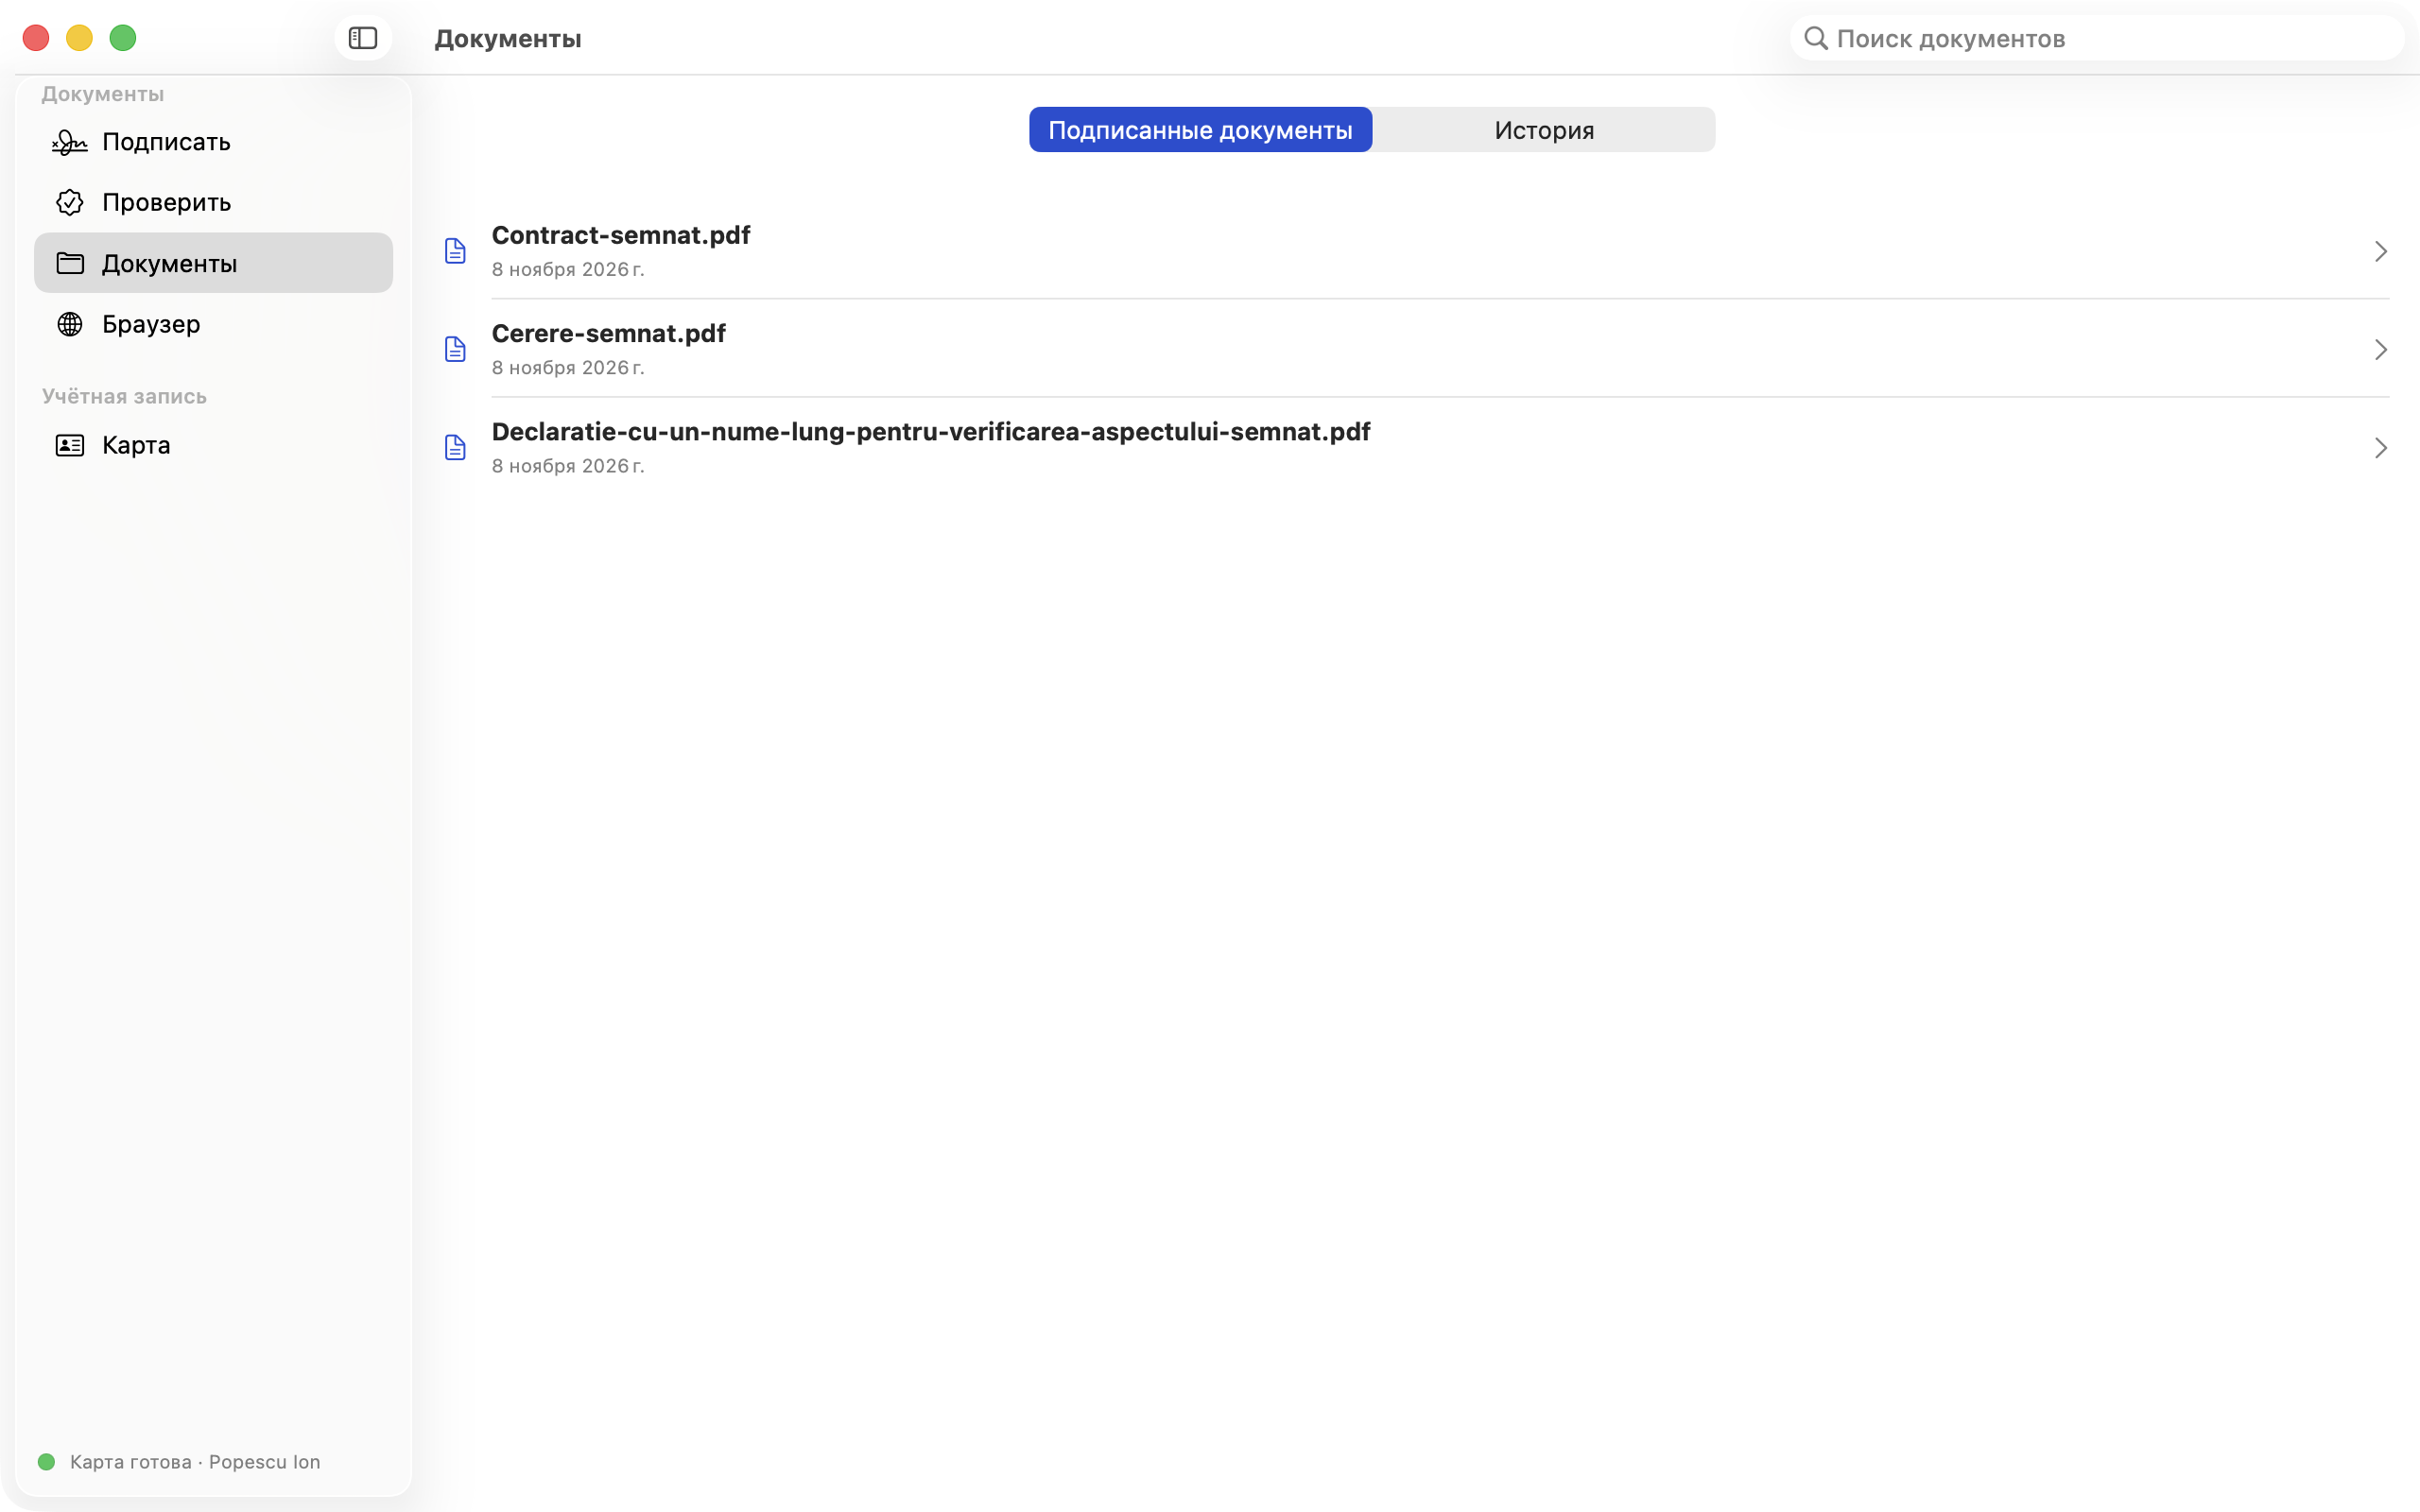 Документы
Поиск документов
Документы
Подписать
Проверить
Документы
Браузер
Учётная запись
Карта
Подписанные документы
История
Contract-semnat.pdf
8 ноября 2026 г.
Cerere-semnat.pdf
8 ноября 2026 г.
Declaratie-cu-un-nume-lung-pentru-verificarea-aspectului-semnat.pdf
8 ноября 2026 г.
Карта готова · Popescu Ion